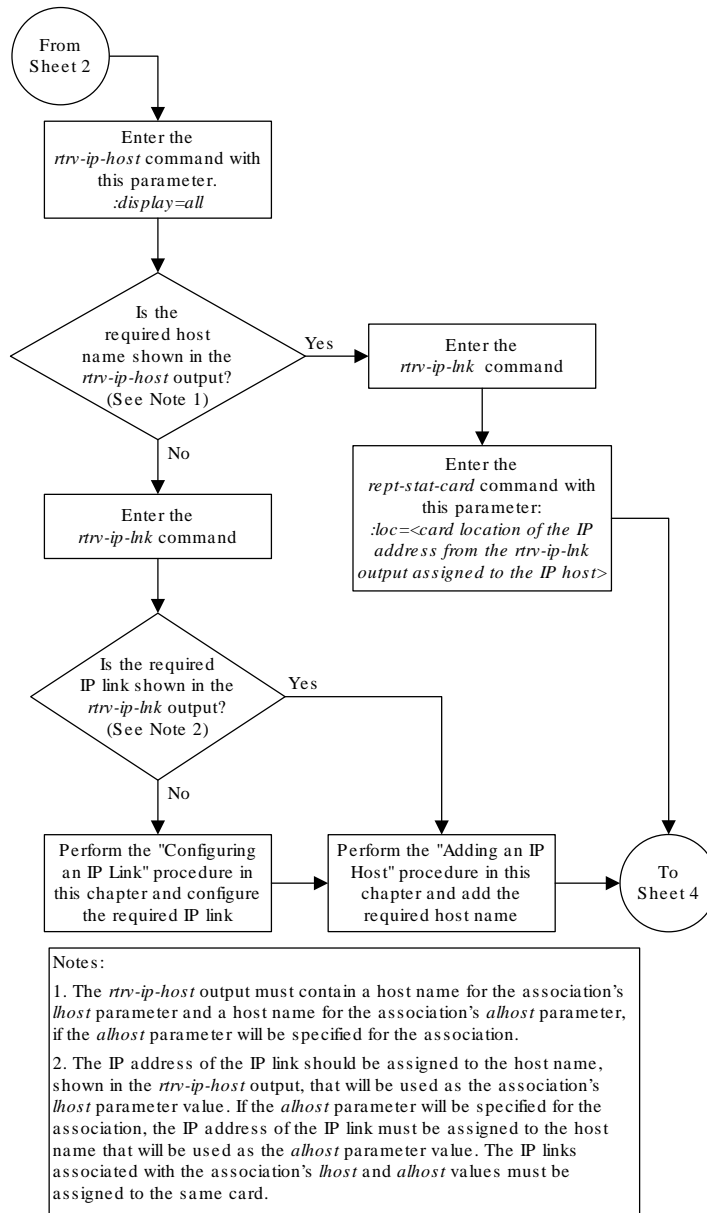 From
Sheet 2
Enter the
rtrv-ip-host command with
this parameter.
:display=all
Is the
required host
name shown in the
rtrv-ip-host output?
(See Note 1)
Yes
Enter the
rtrv-ip-lnk command
No
Enter the
rept-stat-card command with
this parameter:
:loc=<card location of the IP
address from the rtrv-ip-lnk
output assigned to the IP host>
Enter the
rtrv-ip-lnk command
Is the required
IP link shown in the
rtrv-ip-lnk output?
(See Note 2)
Yes
No
Perform the "Configuring
an IP Link" procedure in
this chapter and configure
the required IP link
Perform the "Adding an IP
Host" procedure in this
chapter and add the
required host name
To
Sheet 4
Notes:
1. The rtrv-ip-host output must contain a host name for the association's
lhost parameter and a host name for the association's alhost parameter,
if the alhost parameter will be specified for the association.
2. The IP address of the IP link should be assigned to the host name,
shown in the rtrv-ip-host output, that will be used as the association's
lhost parameter value. If the alhost parameter will be specified for the
association, the IP address of the IP link must be assigned to the host
name that will be used as the alhost parameter value. The IP links
associated with the association's lhost and alhost values must be
assigned to the same card.